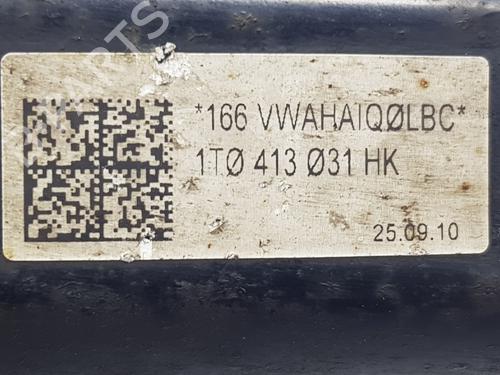 *166 VWAHAIQØLBC*
1TØ 413 Ø31 HK
25.09.10